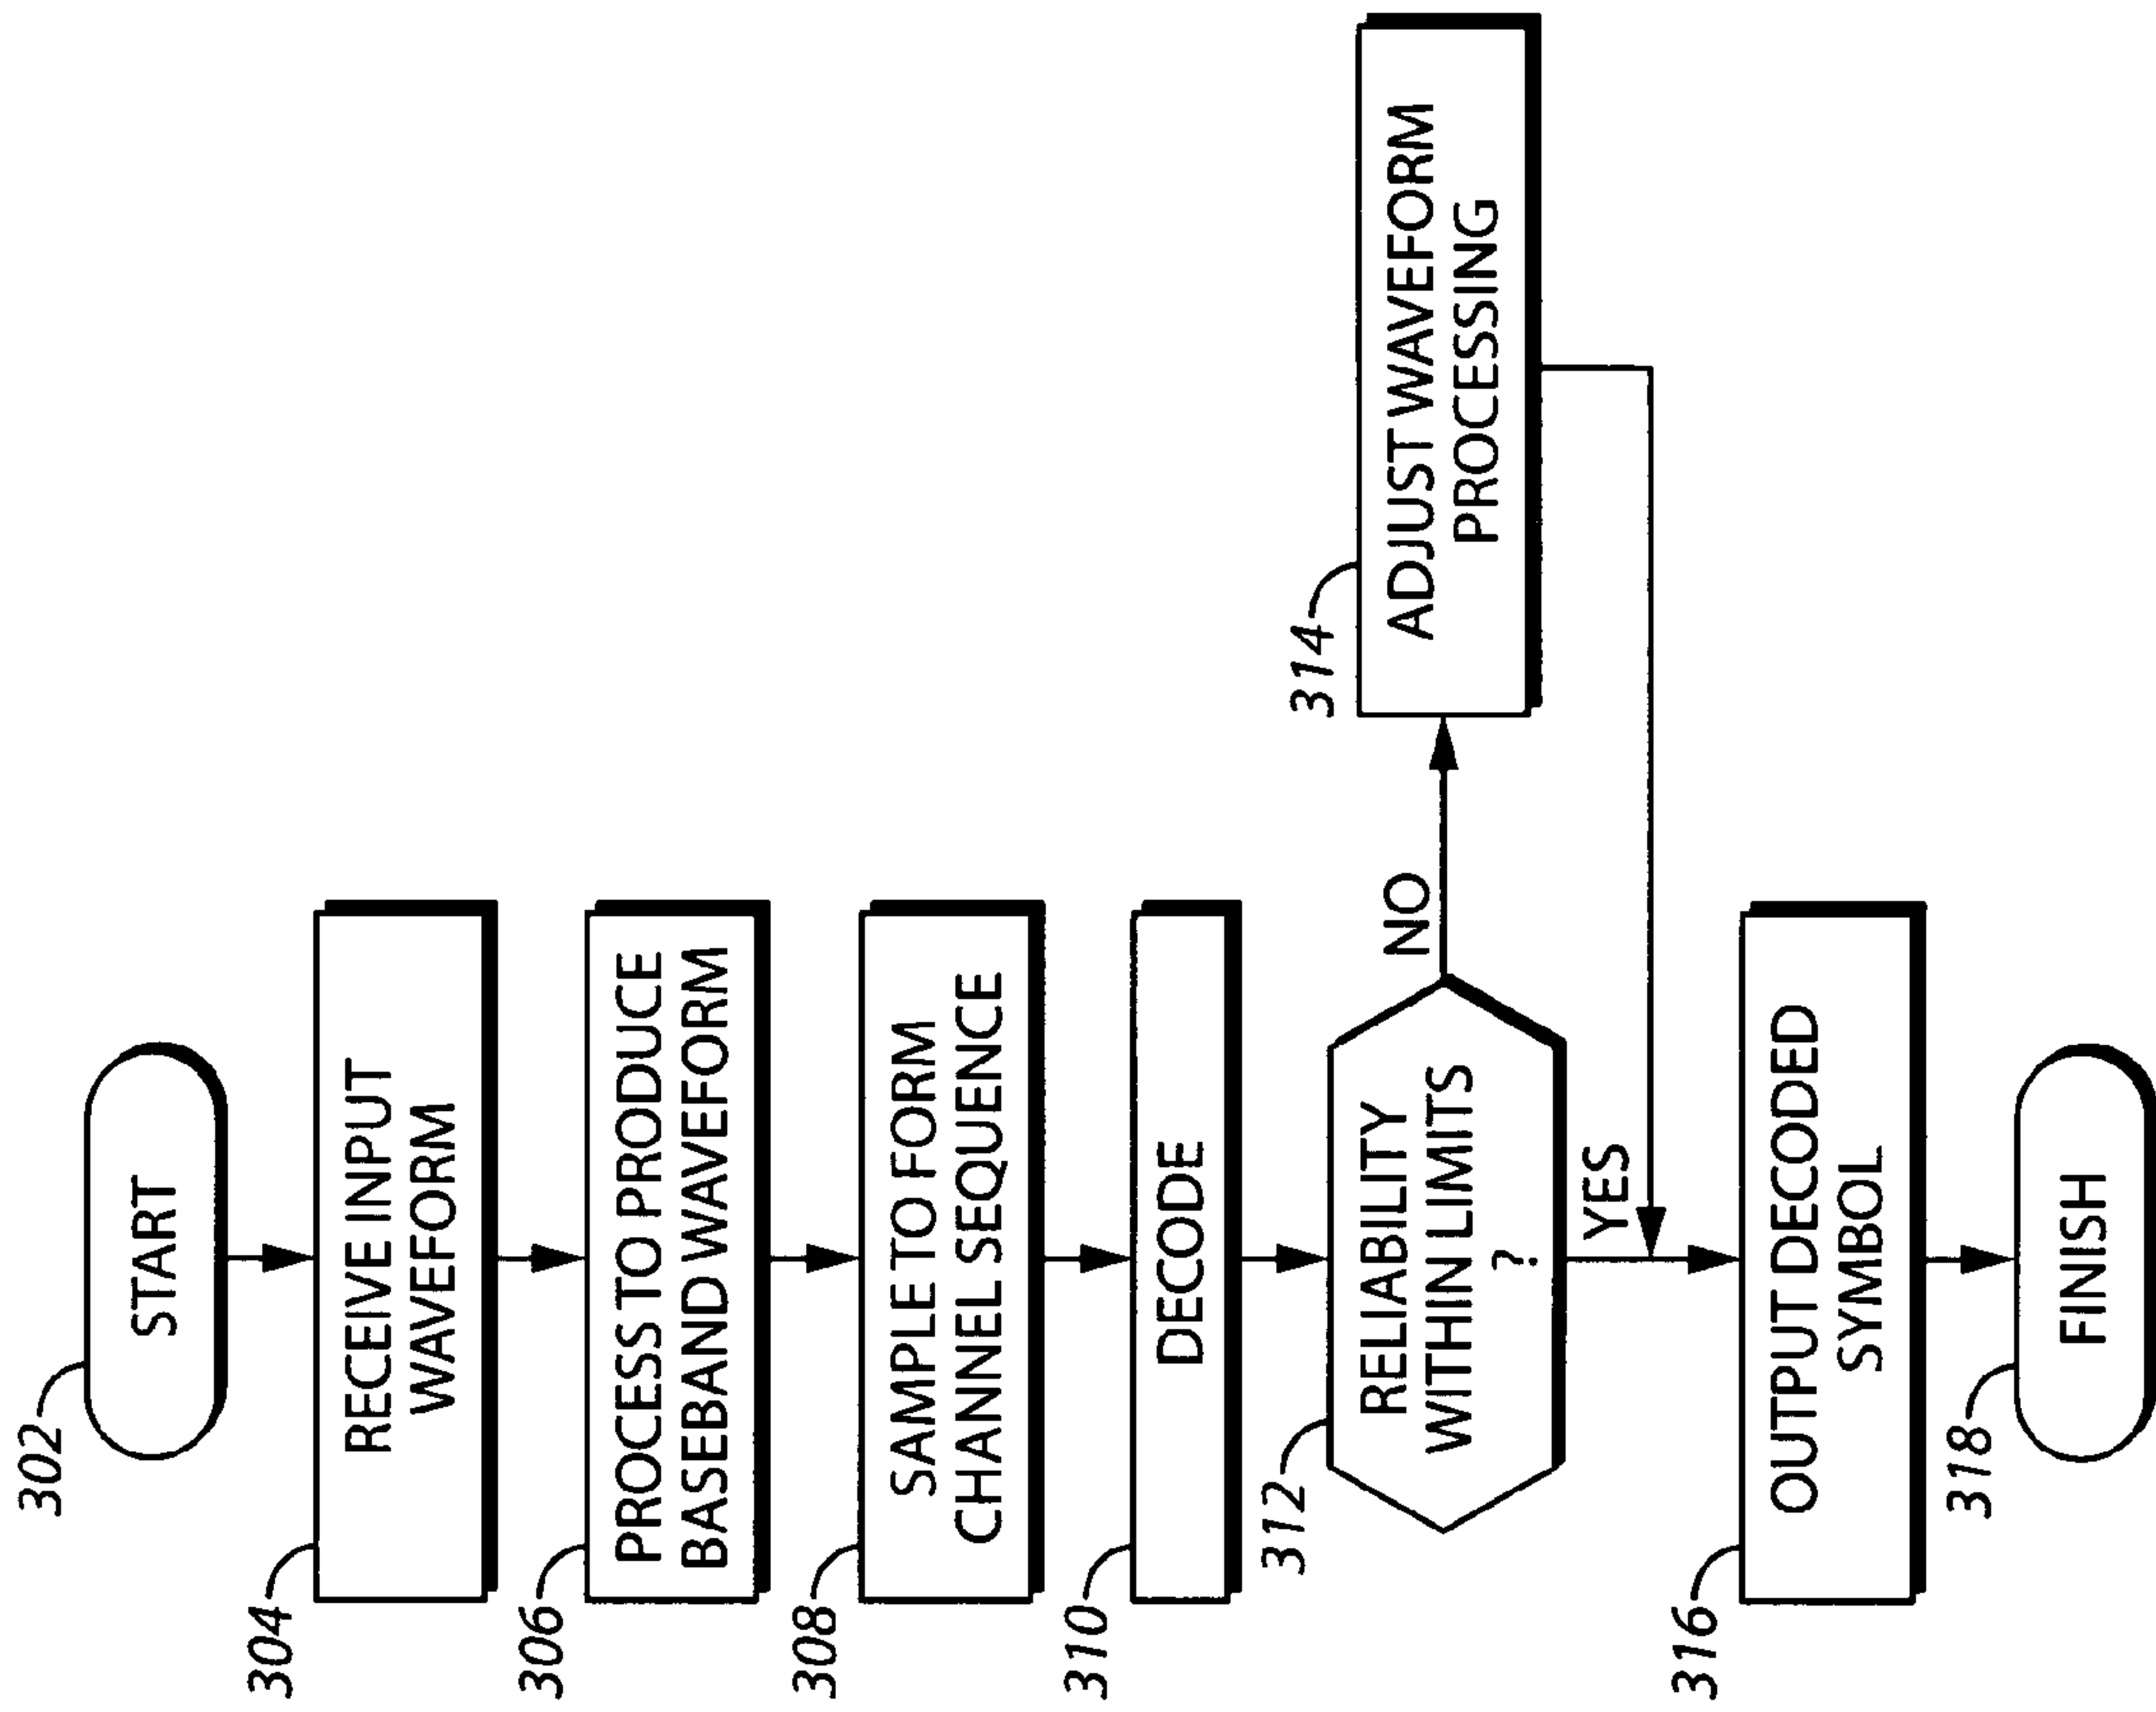 302
START
304
RECEIVE INPUT
WAVEFORM
306
PROCESS TO PRODUCE
BASEBAND WAVEFORM
308
SAMPLE TO FORM
CHANNEL SEQUENCE
310
DECODE
312
RELIABILITY
WITHIN LIMITS
?
NO
314
ADJUST WAVEFORM
PROCESSING
YES
316
OUTPUT DECODED
SYMBOL
318
FINISH